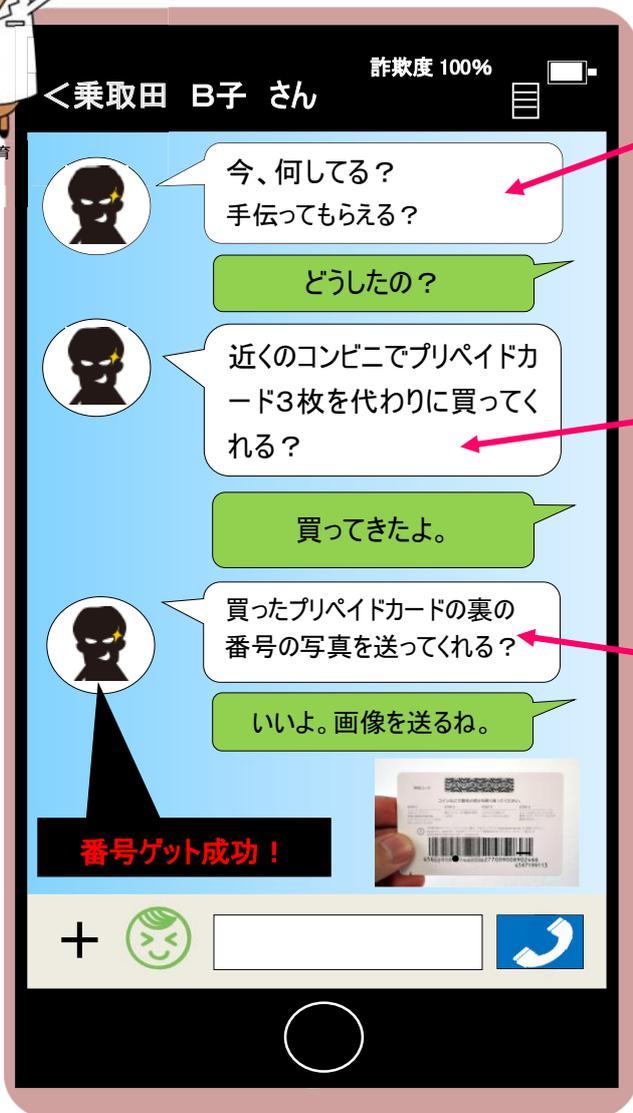 詐欺度 100%
<乗取田 B子 さん
育
今、何してる?
手伝ってもらえる?
どうしたの?
近くのコンビニでプリペイドカ
ード3枚を代わりに買ってく
れる?
買ってきたよ。
買ったプリペイドカードの裏の
番号の写真を送ってくれる?
いいよ。画像を送るね。
番号ゲット成功!